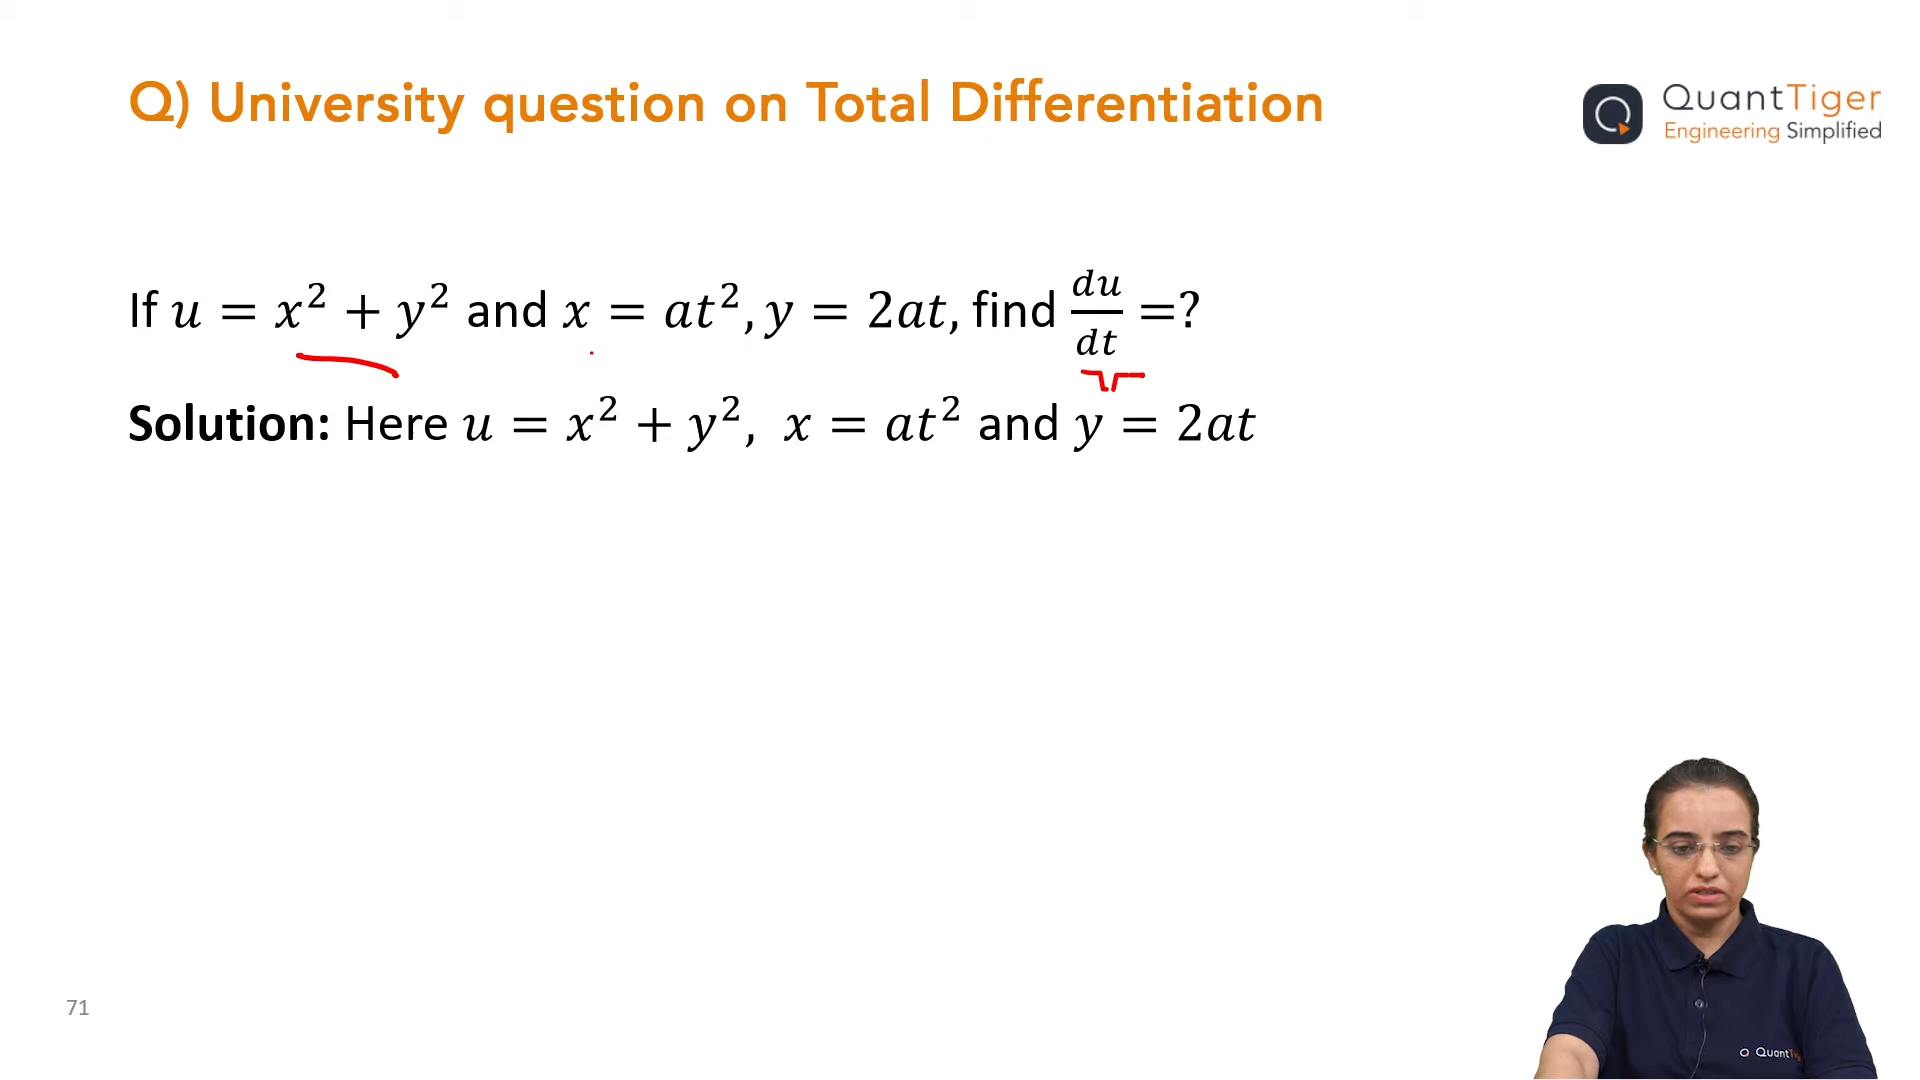 Q) University question on Total Differentiation
QuantTiger
Engineering Simplified
If u = x² + y² and x = at², y = 2at, find du/dt =?
Solution: Here u = x² + y², x = at² and y = 2at
71